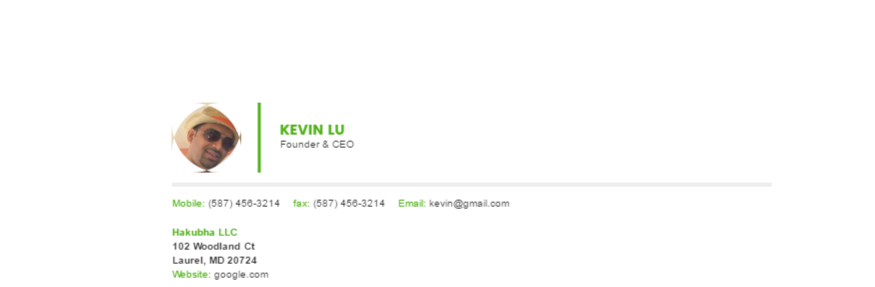 KEVIN LU
Founder & CEO
Mobile: (587) 456-3214 fax: (587) 456-3214 Email: kevin@gmail.com
Hakubha LLC
102 Woodland Ct
Laurel, MD 20724
Website: google.com